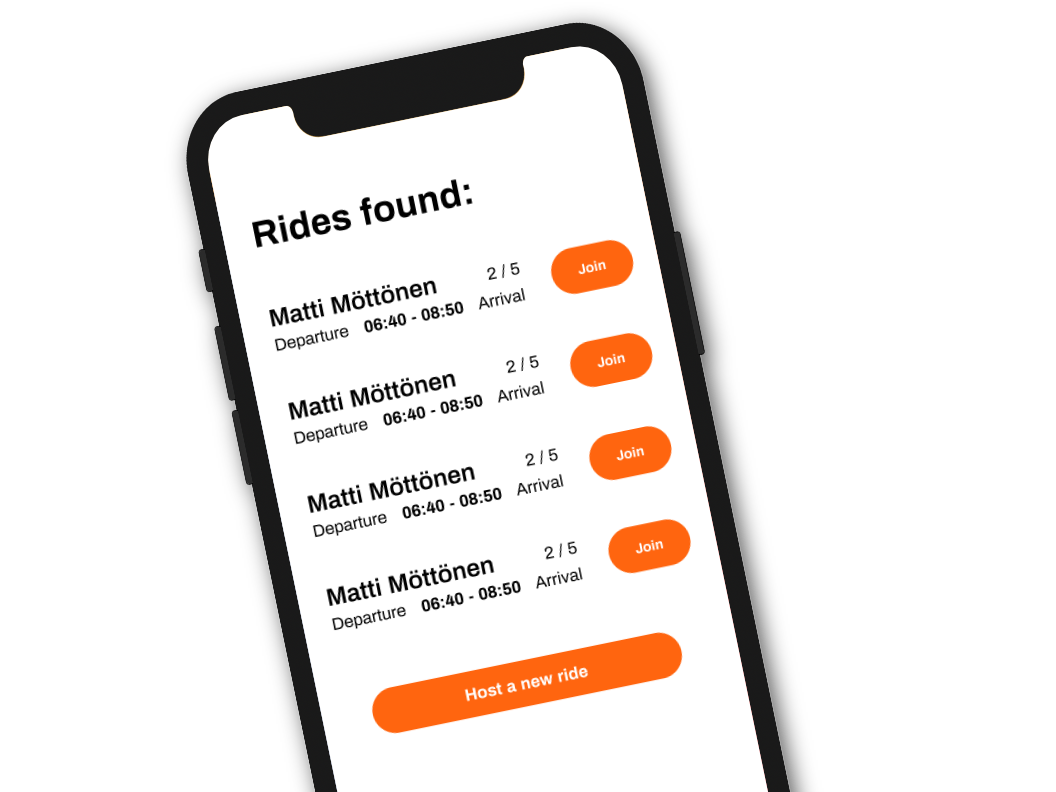 Rides found:
Matti Möttönen 2 / 5
Departure 06:40 - 08:50 Arrival
Join
Matti Möttönen 2 / 5
Departure 06:40 - 08:50 Arrival
Join
Matti Möttönen 2 / 5
Departure 06:40 - 08:50 Arrival
Join
Matti Möttönen 2 / 5
Departure 06:40 - 08:50 Arrival
Join
Host a new ride